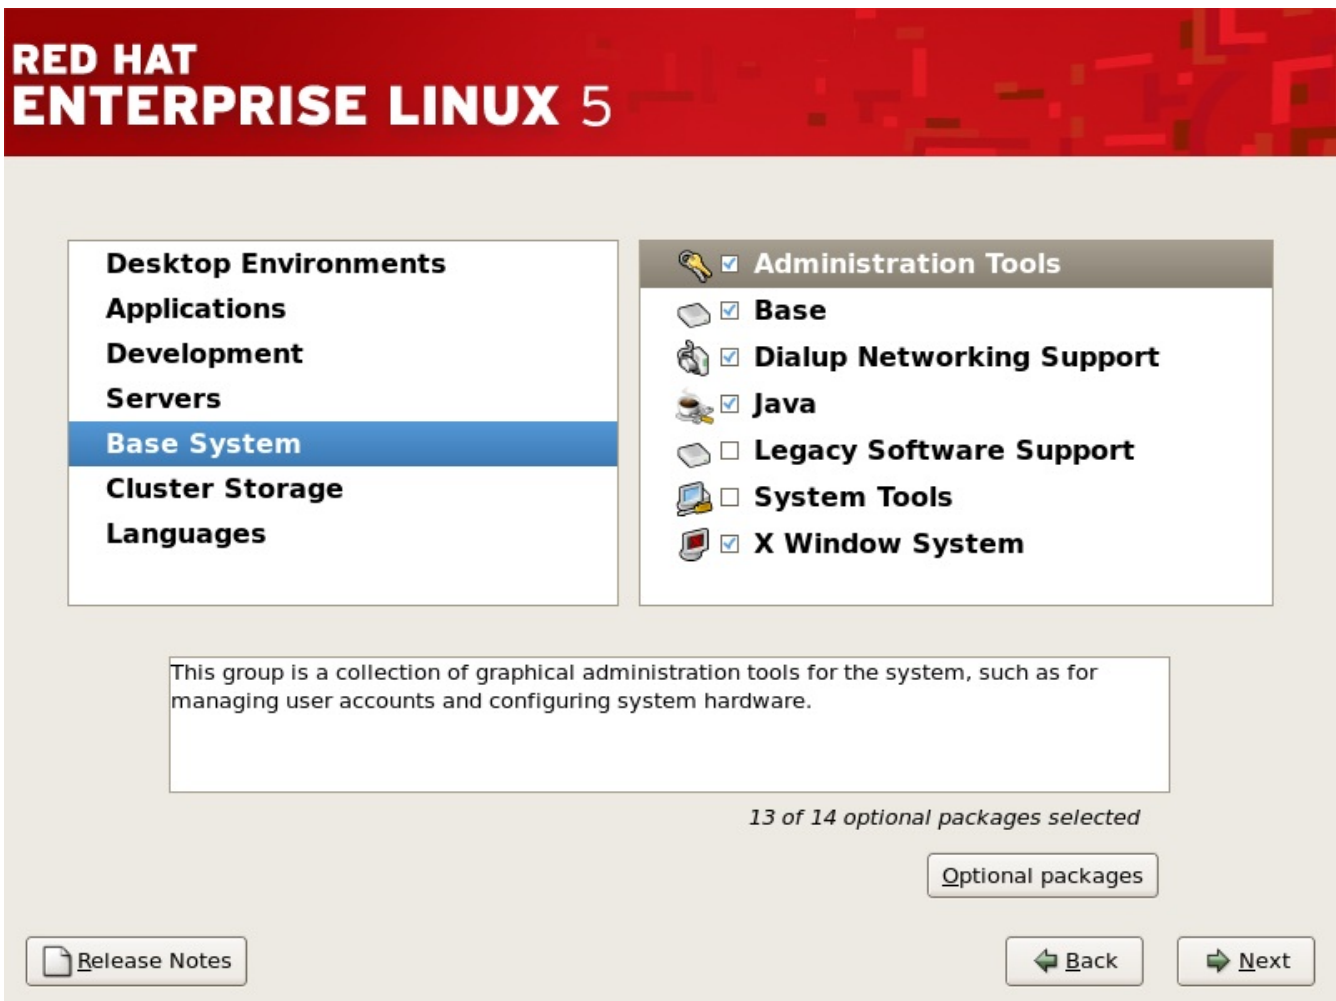 RED HAT
ENTERPRISE LINUX 5
Desktop Environments
Applications
Development
Servers
Base System
Cluster Storage
Languages
Administration Tools
Base
Dialup Networking Support
Java
Legacy Software Support
System Tools
X Window System
This group is a collection of graphical administration tools for the system, such as for
managing user accounts and configuring system hardware.
13 of 14 optional packages selected
Optional packages
Release Notes
Back
Next